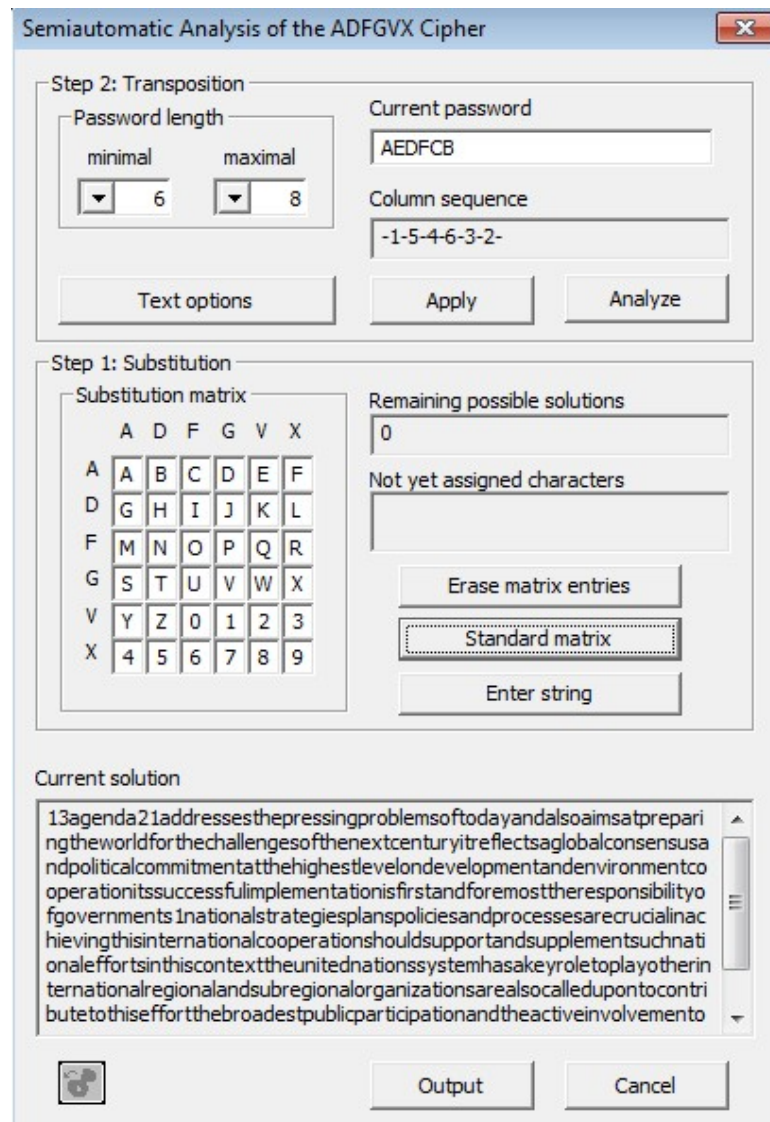 Semiautomatic Analysis of the ADFGVX Cipher
Step 2: Transposition
Password length
minimal maximal
6 8
Current password
AEDFCB
Column sequence
-1-5-4-6-3-2-
Text options
Apply
Analyze
Step 1: Substitution
Substitution matrix
A D F G V X
A A B C D E F
D G H I J K L
F M N O P Q R
G S T U V W X
V Y Z 0 1 2 3
X 4 5 6 7 8 9
Remaining possible solutions
0
Not yet assigned characters
Erase matrix entries
Standard matrix
Enter string
Current solution
13agenda21addressesthepressingproblemsoftodayandalsoaimsatprepari
ngtheworldforthechallengesofthenextcenturyitreflectsaglobalconsensusa
ndpoliticalcommitmentatthehighestlevelondevelopmentandenvironmentco
operationitssuccessfulimplementationisfirstandforemosttheresponsibilityo
fgovernments1nationalstrategiesplanspoliciesandprocessesarecrucialinac
hievingthisinternationalcooperationshouldsupportandsupplementsuchnati
onaleffortsinthiscontexttheunitednationssystemhasakeyroletoplayotherin
ternationalregionalandsubregionalorganizationsarealsocalledupontocontri
butetothiseffortthebroadestpublicparticipationandtheactiveinvolvemento
Output
Cancel